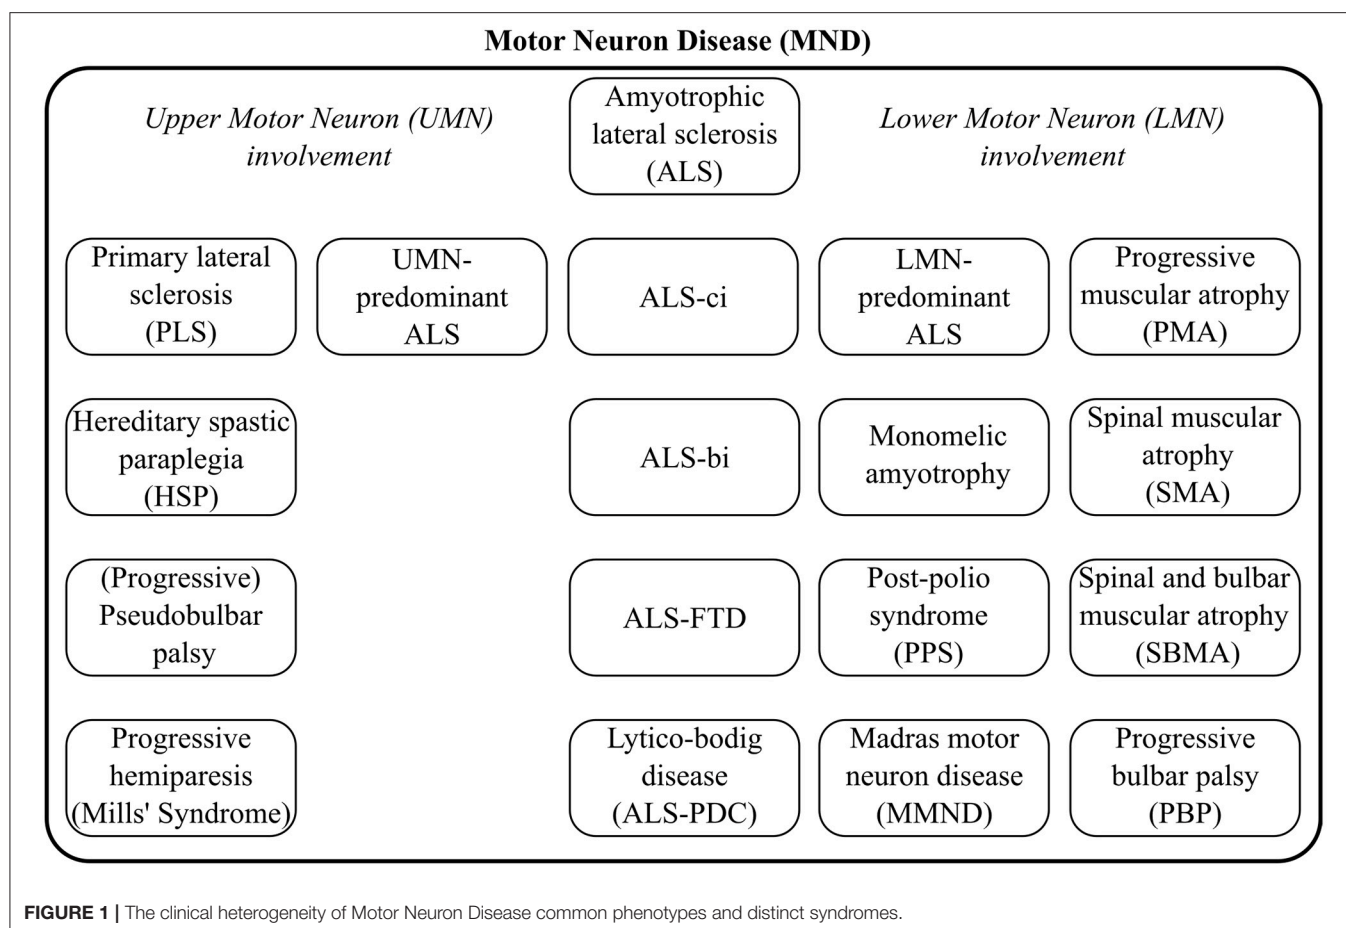 Motor Neuron Disease (MND)
Upper Motor Neuron (UMN)
involvement
Amyotrophic
lateral sclerosis
(ALS)
Lower Motor Neuron (LMN)
involvement
Primary lateral
sclerosis
(PLS)
UMN-
predominant
ALS
ALS-ci
LMN-
predominant
ALS
Progressive
muscular atrophy
(PMA)
Hereditary spastic
paraplegia
(HSP)
ALS-bi
Monomelic
amyotrophy
Spinal muscular
atrophy
(SMA)
(Progressive)
Pseudobulbar
palsy
ALS-FTD
Post-polio
syndrome
(PPS)
Spinal and bulbar
muscular atrophy
(SBMA)
Progressive
hemiparesis
(Mills' Syndrome)
Lytico-bodig
disease
(ALS-PDC)
Madras motor
neuron disease
(MMND)
Progressive
bulbar palsy
(PBP)
FIGURE 1 | The clinical heterogeneity of Motor Neuron Disease common phenotypes and distinct syndromes.